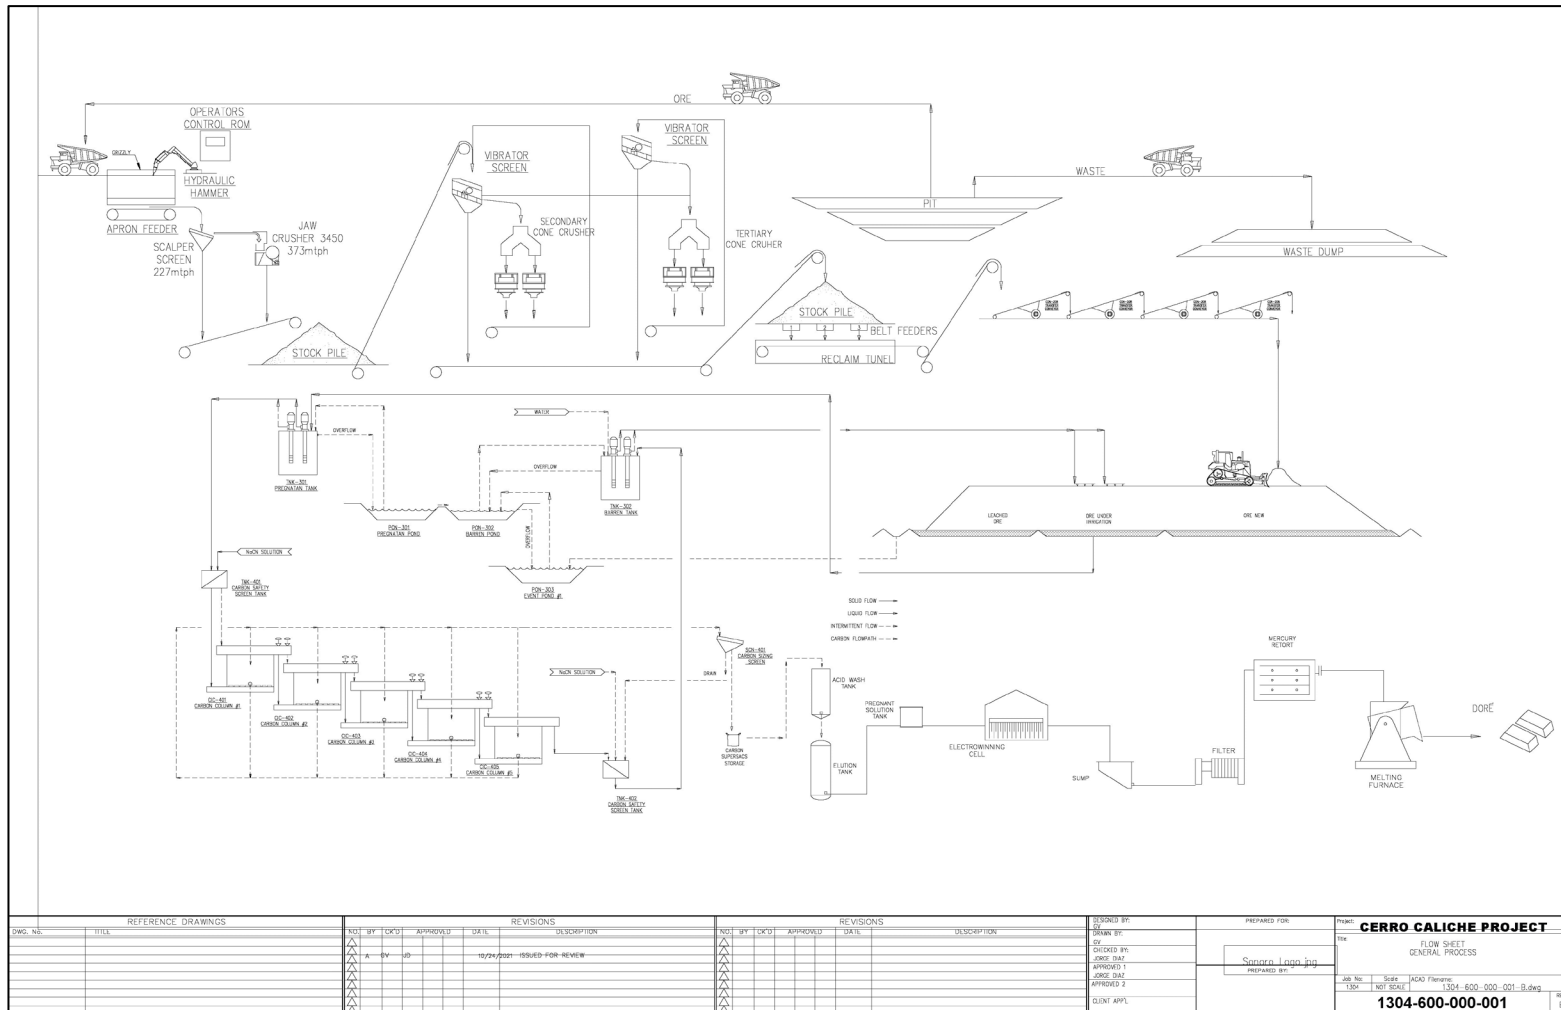 ORE
OPERATORS
CONTROL ROM
GRIZZLY
HYDRAULIC
HAMMER
APRON FEEDER
SCALPER
SCREEN
227mtph
JAW
CRUSHER 3450
373mtph
STOCK PILE
VIBRATOR
SCREEN
SECONDARY
CONE CRUSHER
VIBRATOR
SCREEN
TERTIARY
CONE CRUHER
PIT
WASTE
WASTE DUMP
STOCK PILE
1 2 3
BELT FEEDERS
RECLAIM TUNEL
WATER
OVERFLOW
OVERFLOW
TNK-301
PREGNATAN TANK
TNK-302
BARREN TANK
PON-301
PREGNATAN POND
PON-302
BARREN POND
OVERFLOW
PON-303
EVENT POND #1
LEACHED
ORE
ORE UNDER
IRRIGATION
ORE NEW
NaCN SOLUTION
TNK-401
CARBON SAFETY
SCREEN TANK
SOLID FLOW
LIQUID FLOW
INTERMITTENT FLOW
CARBON FLOWPATH
CIC-401
CARBON COLUMN #1
CIC-402
CARBON COLUMN #2
CIC-403
CARBON COLUMN #3
CIC-404
CARBON COLUMN #4
CIC-405
CARBON COLUMN #5
NaCN SOLUTION
TNK-402
CARBON SAFETY
SCREEN TANK
SCN-401
CARBON SIZING
SCREEN
DRAIN
CARBON
SUPERSACS
STORAGE
ACID WASH
TANK
ELUTION
TANK
PREGNANT
SOLUTION
TANK
ELECTROWINNING
CELL
SUMP
FILTER
MERCURY
RETORT
MELTING
FURNACE
DORÉ
REFERENCE DRAWINGS
DWG. No. TITLE
REVISIONS
NO. BY CK'D APPROVED DATE DESCRIPTION
A GV JD 10/24/2021 ISSUED FOR REVIEW
REVISIONS
NO. BY CK'D APPROVED DATE DESCRIPTION
DESIGNED BY:
GV
DRAWN BY:
GV
CHECKED BY:
JORGE DIAZ
APPROVED 1
JORGE DIAZ
APPROVED 2
CLIENT APP'L
PREPARED FOR:
Sonoro Logo.jpg
PREPARED BY:
Project:
CERRO CALICHE PROJECT
Title
FLOW SHEET
GENERAL PROCESS
Job No: Scale ACAD Filename:
1304 NOT SCALE 1304-600-000-001-B.dwg
1304-600-000-001